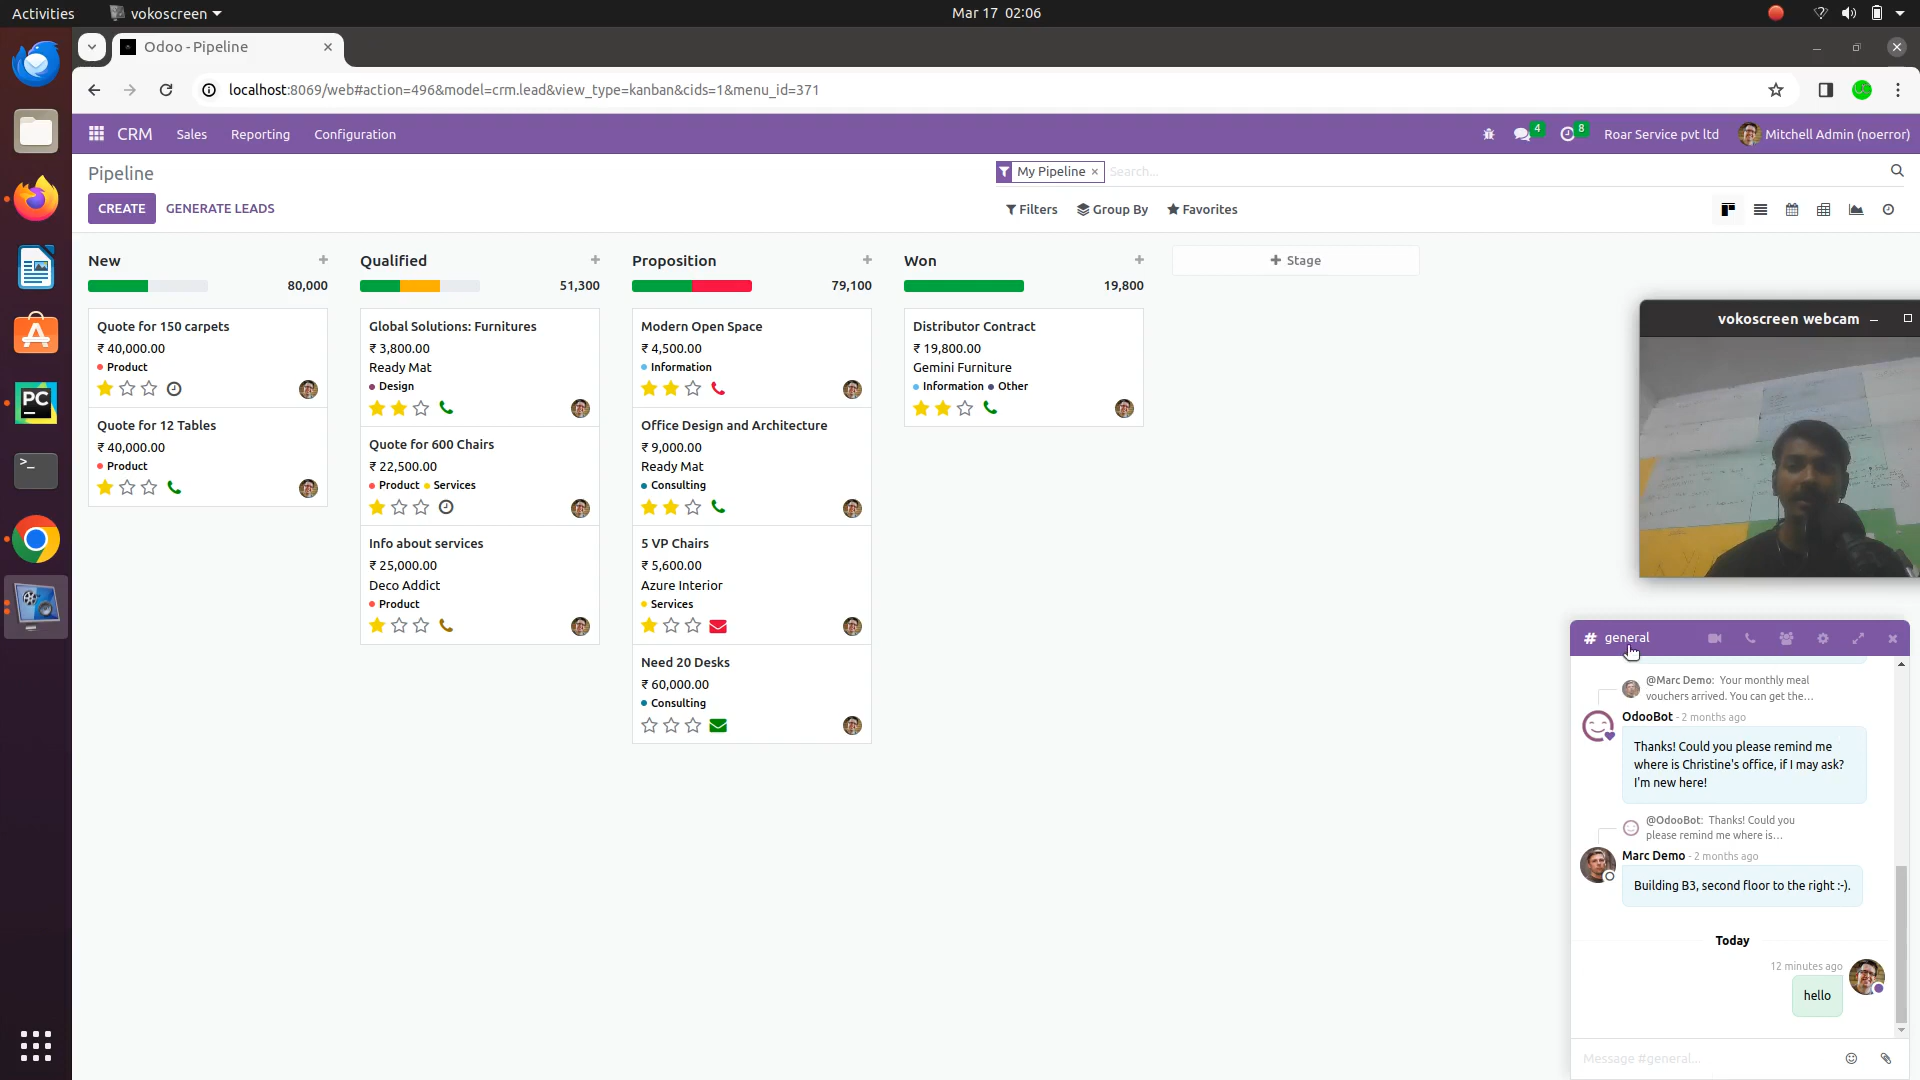 Activities
vokoscreen
Mar 17 02:06
Odoo - Pipeline
localhost:8069/web#action=496&model=crm.lead&view_type=kanban&cids=1&menu_id=371
CRM
Sales
Reporting
Configuration
4
8
Roar Service pvt ltd
Mitchell Admin (noerror)
Pipeline
My Pipeline ×
Search...
CREATE
GENERATE LEADS
Filters
Group By
Favorites
New
80,000
Quote for 150 carpets
₹ 40,000.00
Product
Quote for 12 Tables
₹ 40,000.00
Product
Qualified
51,300
Global Solutions: Furnitures
₹ 3,800.00
Ready Mat
Design
Quote for 600 Chairs
₹ 22,500.00
Product Services
Info about services
₹ 25,000.00
Deco Addict
Product
Proposition
79,100
Modern Open Space
₹ 4,500.00
Information
Office Design and Architecture
₹ 9,000.00
Ready Mat
Consulting
5 VP Chairs
₹ 5,600.00
Azure Interior
Services
Need 20 Desks
₹ 60,000.00
Consulting
Won
19,800
Distributor Contract
₹ 19,800.00
Gemini Furniture
Information Other
+ Stage
vokoscreen webcam
# general
@Marc Demo: Your monthly meal
vouchers arrived. You can get the...
OdooBot - 2 months ago
Thanks! Could you please remind me
where is Christine's office, if I may ask?
I'm new here!
@OdooBot: Thanks! Could you
please remind me where is...
Marc Demo - 2 months ago
Building B3, second floor to the right :-).
Today
12 minutes ago
hello
Message #general...
PC
>_